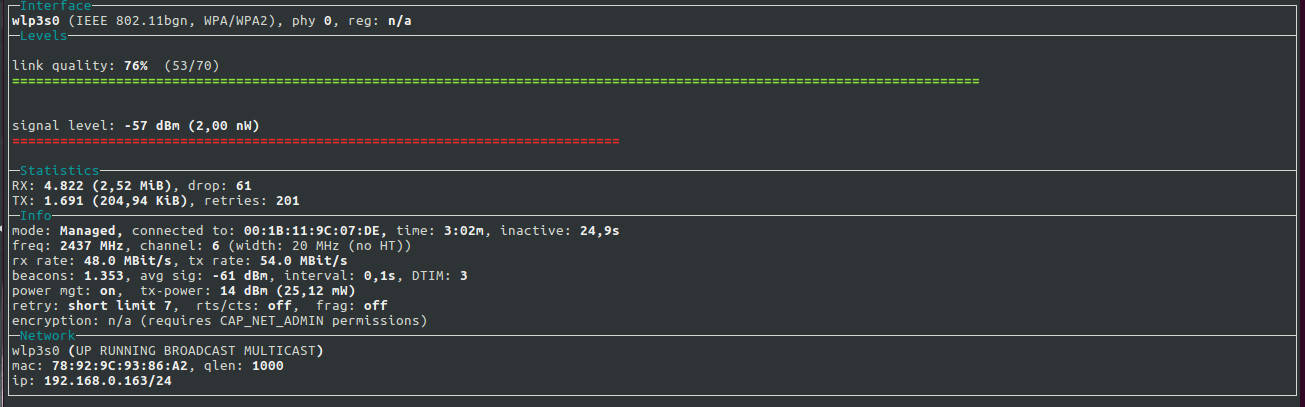 Interface
wlp3s0 (IEEE 802.11bgn, WPA/WPA2), phy 0, reg: n/a
Levels
link quality: 76% (53/70)
signal level: -57 dBm (2,00 nW)
Statistics
RX: 4.822 (2,52 MiB), drop: 61
TX: 1.691 (204,94 KiB), retries: 201
Info
mode: Managed, connected to: 00:1B:11:9C:07:DE, time: 3:02m, inactive: 24,9s
freq: 2437 MHz, channel: 6 (width: 20 MHz (no HT))
rx rate: 48.0 MBit/s, tx rate: 54.0 MBit/s
beacons: 1.353, avg sig: -61 dBm, interval: 0,1s, DTIM: 3
power mgt: on, tx-power: 14 dBm (25,12 mW)
retry: short limit 7, rts/cts: off, frag: off
encryption: n/a (requires CAP_NET_ADMIN permissions)
Network
wlp3s0 (UP RUNNING BROADCAST MULTICAST)
mac: 78:92:9C:93:86:A2, qlen: 1000
ip: 192.168.0.163/24